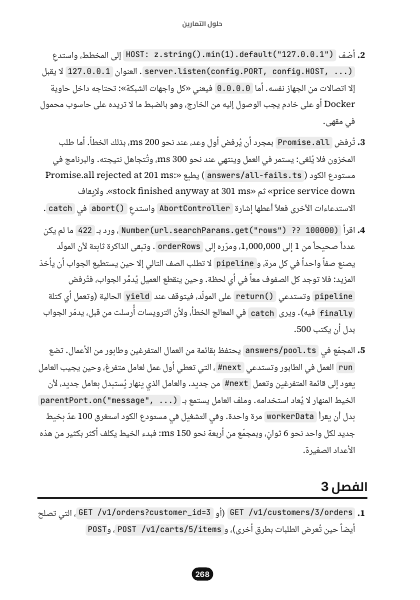 حلول التمارين
2. أضف HOST: z.string().min(1).default("127.0.0.1") إلى المخطط، واستدعِ
server.listen(config.PORT, config.HOST, ...). العنوان 127.0.0.1 لا يقبل
إلا اتصالات من الجهاز نفسه. أما 0.0.0.0 فيعني «كل واجهات الشبكة»: تحتاجه داخل حاوية
Docker أو على خادم يجب الوصول إليه من الخارج، وهو بالضبط ما لا تريده على حاسوب محمول
في مقهى.
3. تُرفض Promise.all بمجرد أن يُرفض أول وعد، عند نحو 200 ms، بذلك الخطأ. أما طلب
المخزون فلا يُلغى: يستمر في العمل وينتهي عند نحو 300 ms، وتُتجاهل نتيجته. والبرنامج في
مستودع الكود (answers/all-fails.ts) يطبع «Promise.all rejected at 201 ms:
price service down» ثم «stock finished anyway at 301 ms». ولإيقاف
الاستدعاءات الأخرى فعلاً أعطها إشارة AbortController واستدعِ abort() في catch.
4. اقرأ Number(url.searchParams.get("rows") ?? 100000)، ورد بـ 422 ما لم يكن
عدداً صحيحاً من 1 إلى 1,000,000، ومرّره إلى orderRows. وتبقى الذاكرة ثابتة لأن المولّد
يصنع صفاً واحداً في كل مرة، و pipeline لا تطلب الصف التالي إلا حين يستطيع الجواب أن يأخذ
المزيد: فلا توجد كل الصفوف معاً في أي لحظة. وحين ينقطع العميل يُدمَّر الجواب، فتُرفض
pipeline وتستدعي return() على المولّد، فيتوقف عند yield الحالية (وتعمل أي كتلة
finally فيه). ويرى catch في المعالج الخطأ، ولأن الترويسات أُرسلت من قبل، يدمّر الجواب
بدل أن يكتب 500.
5. المجمّع في answers/pool.ts يحتفظ بقائمة من العمال المتفرغين وطابور من الأعمال. تضع
run العمل في الطابور وتستدعي #next، التي تعطي أول عمل لعامل متفرغ، وحين يجيب العامل
يعود إلى قائمة المتفرغين وتعمل #next من جديد. والعامل الذي ينهار يُستبدل بعامل جديد، لأن
الخيط المنهار لا يُعاد استخدامه. وملف العامل يستمع بـ parentPort.on("message", ...)
بدل أن يقرأ workerData مرة واحدة. وفي التشغيل في مستودع الكود استغرق 100 عدّ بخيط
جديد لكل واحد نحو 6 ثوانٍ، وبمجمّع من أربعة نحو 150 ms: فبدء الخيط يكلف أكثر بكثير من هذه
الأعداد الصغيرة.
الفصل 3
1. GET /v1/customers/3/orders (أو GET /v1/orders?customer_id=3، التي تصلح
أيضاً حين تُعرض الطلبات بطرق أخرى)، و POST /v1/carts/5/items، وPOST
268